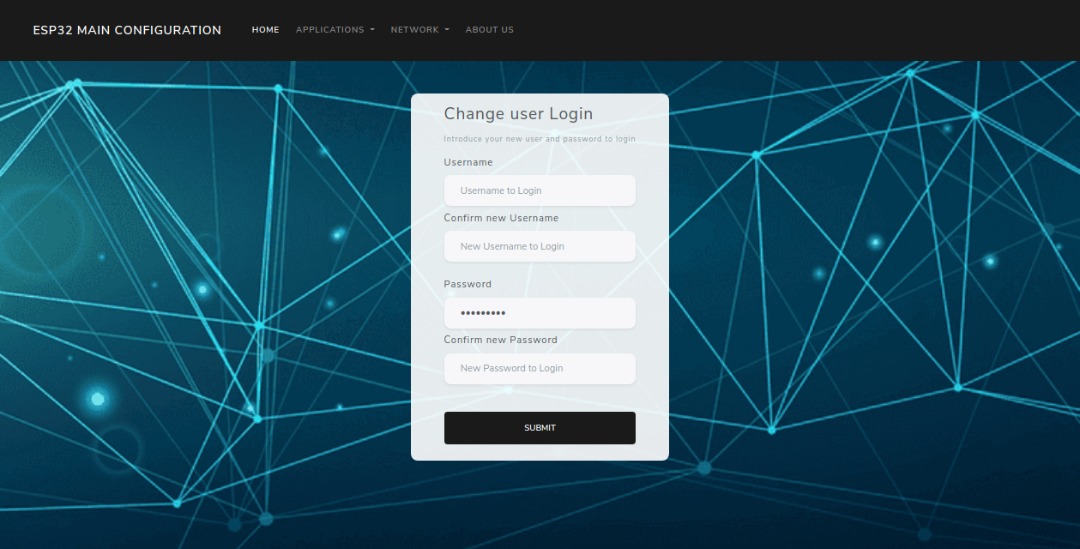 ESP32 MAIN CONFIGURATION HOME APPLICATIONS NETWORK ABOUT US
Change user Login
Introduce your new user and password to login
Username
Username to Login
Confirm new Username
New Username to Login
Password
•••••••••
Confirm new Password
New Password to Login
SUBMIT